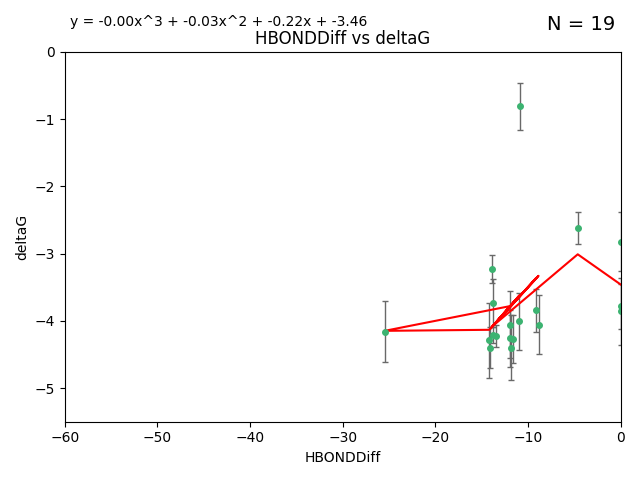 y = -0.00x^3 + -0.03x^2 + -0.22x + -3.46
N = 19
HBONDDiff vs deltaG
0
−1
−2
−3
−4
−5
deltaG
−60
−50
−40
−30
−20
−10
0
HBONDDiff